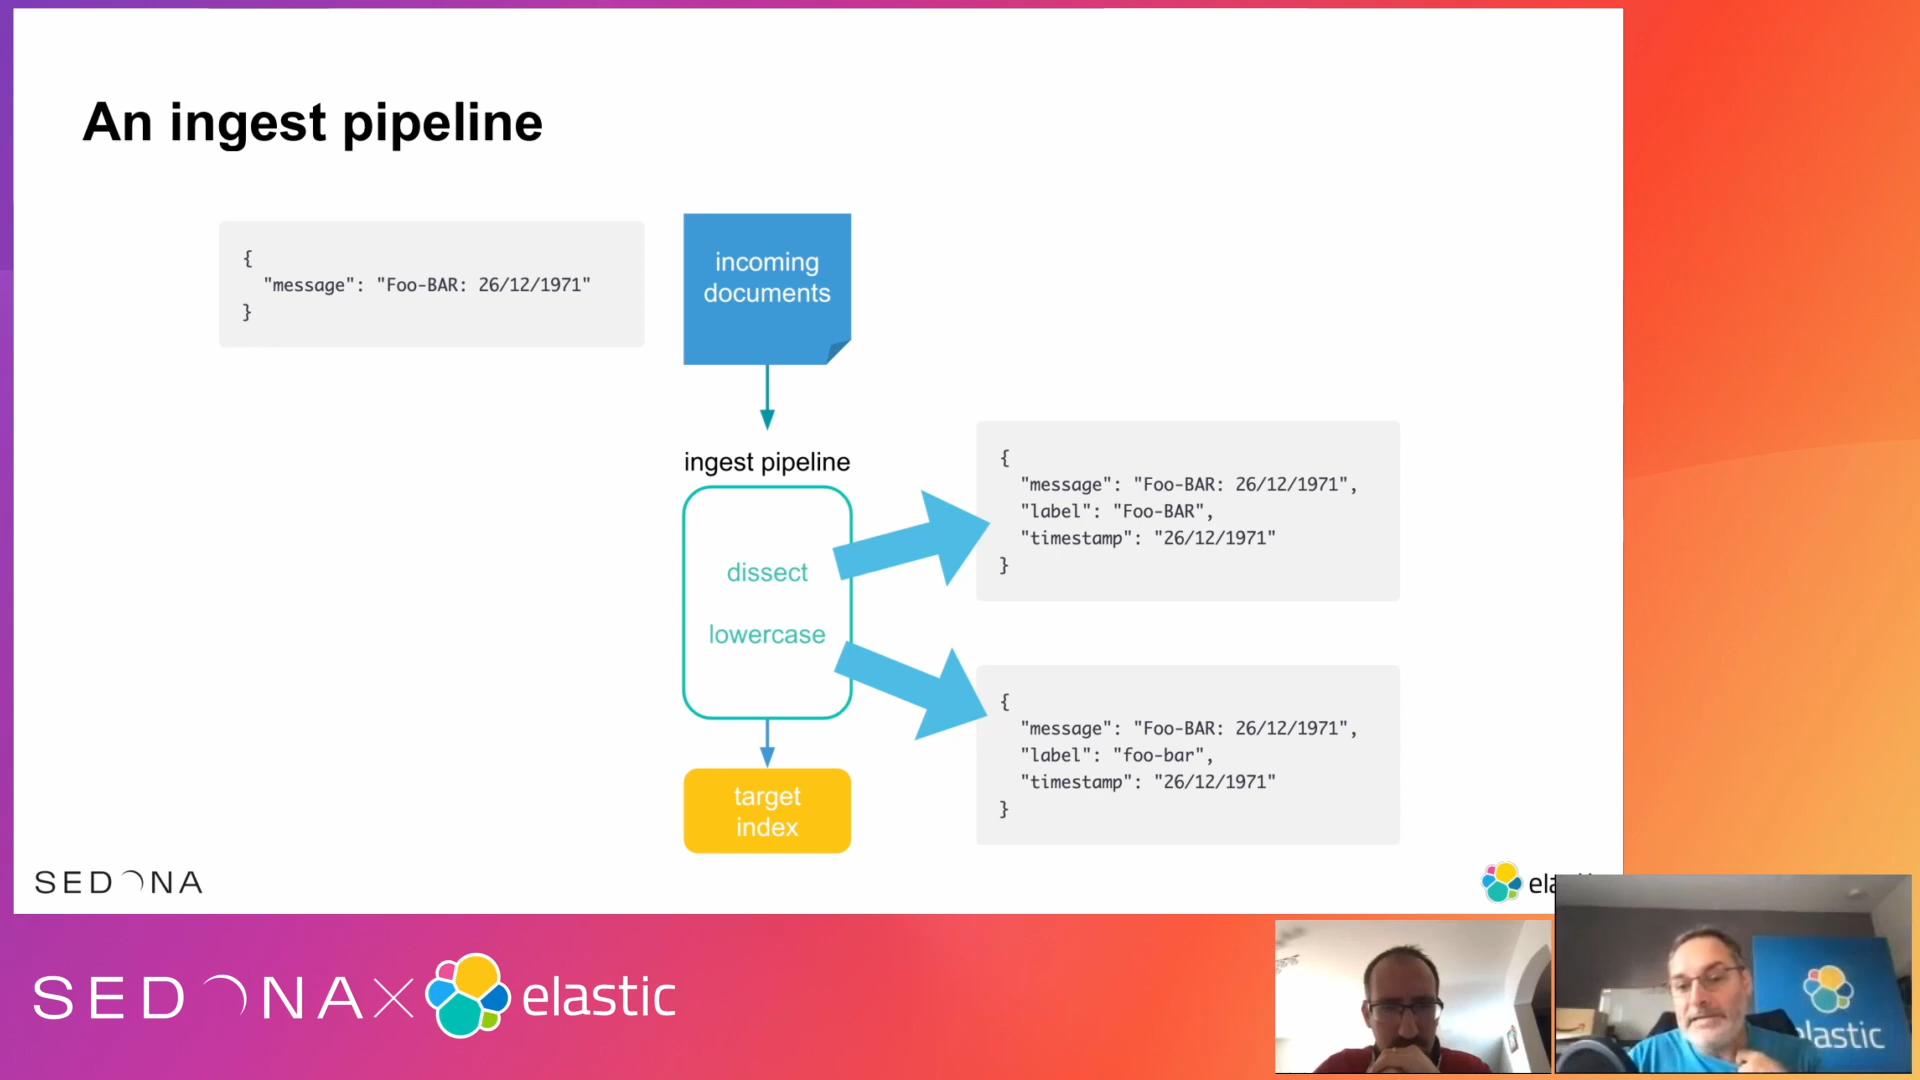 An ingest pipeline
{
"message": "Foo-BAR: 26/12/1971"
}
incoming
documents
ingest pipeline
dissect
lowercase
{
"message": "Foo-BAR: 26/12/1971",
"label": "Foo-BAR",
"timestamp": "26/12/1971"
}
{
"message": "Foo-BAR: 26/12/1971",
"label": "foo-bar",
"timestamp": "26/12/1971"
}
target
index
SEDONA
SEDONA X elastic
elastic